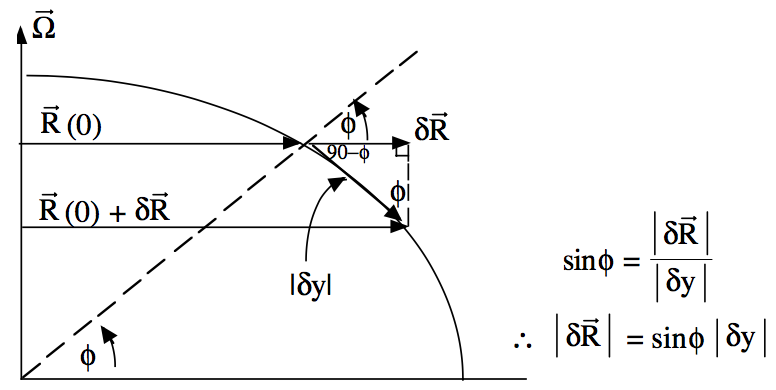 Ω⃗
R⃗ (0)
ϕ
δR⃗
90–ϕ
ϕ
R⃗ (0) + δR⃗
|δy|
ϕ
sinϕ = |δR⃗| / |δy|
∴ |δR⃗| = sinϕ |δy|